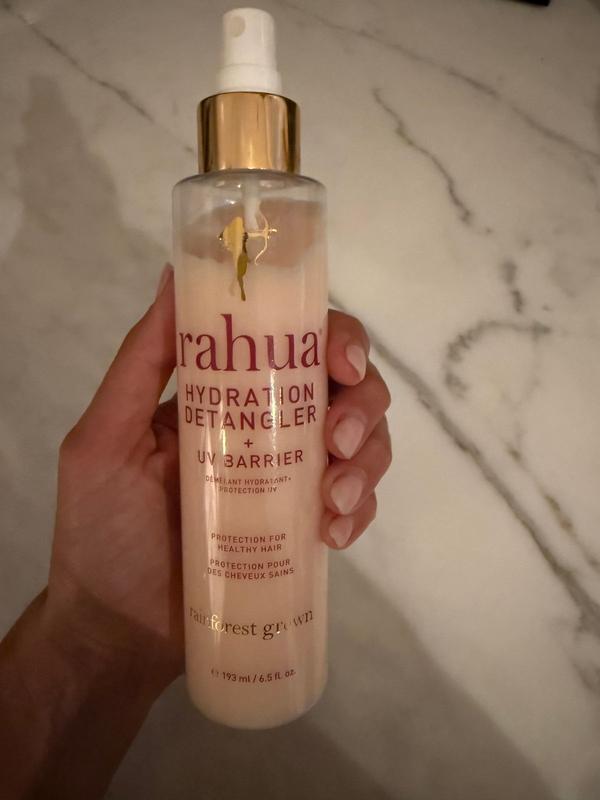 rahua®
HYDRATION
DETANGLER
+
UV BARRIER
DÉMÊLANT HYDRATANT+
PROTECTION UV
PROTECTION FOR
HEALTHY HAIR
PROTECTION POUR
DES CHEVEUX SAINS
rainforest grown
℮ 193 ml / 6.5 fl. oz.